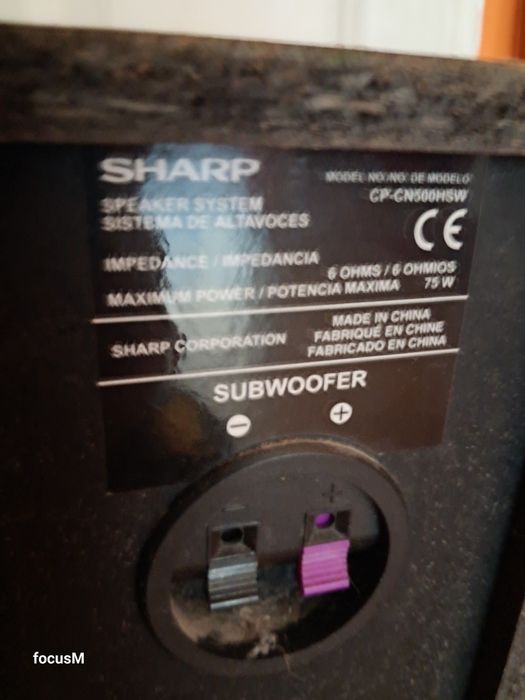 SHARP
MODEL NO./NO. DE MODELO
CP-CN500HSW
SPEAKER SYSTEM
SISTEMA DE ALTAVOCES
CE
IMPEDANCE / IMPEDANCIA
6 OHMS / 6 OHMIOS
MAXIMUM POWER / POTENCIA MAXIMA 75 W
SHARP CORPORATION
MADE IN CHINA
FABRIQUÉ EN CHINE
FABRICADO EN CHINA
SUBWOOFER
- +
- +
focusM